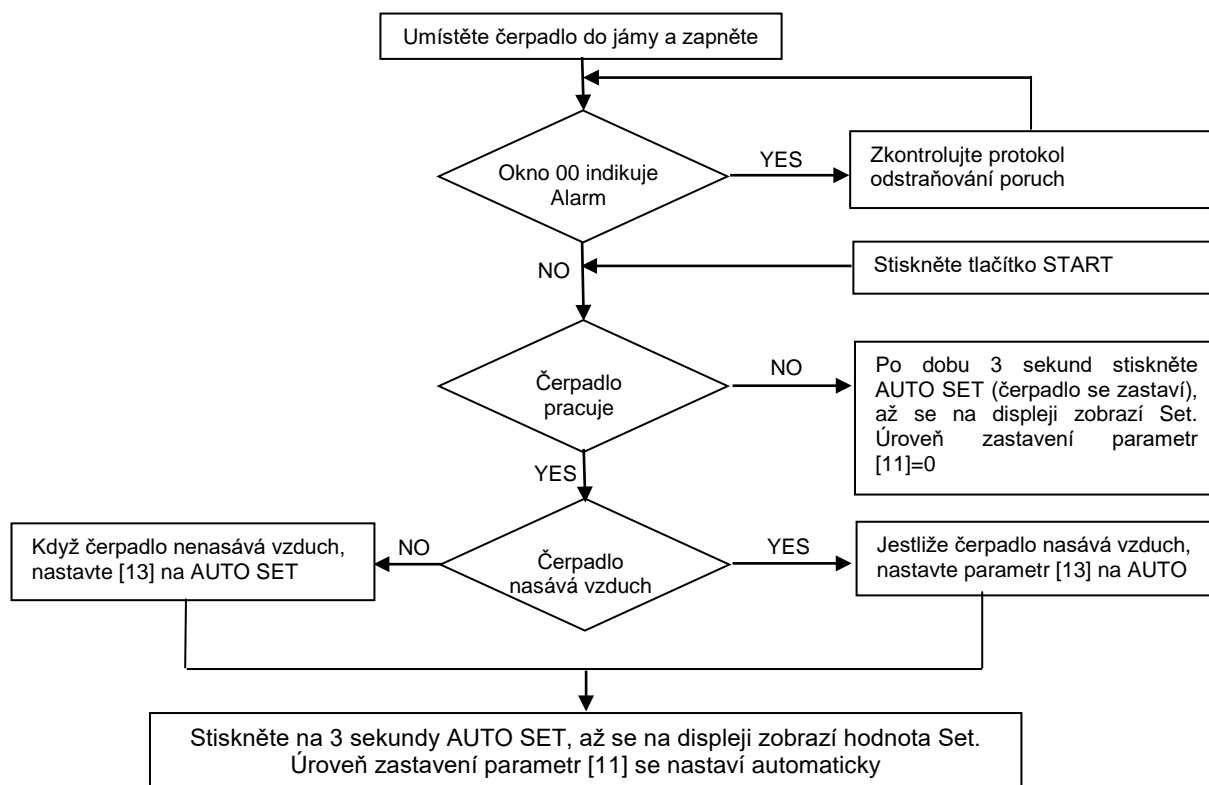 Umístěte čerpadlo do jámy a zapněte
Okno 00 indikuje
Alarm
YES
Zkontrolujte protokol
odstraňování poruch
NO
Stiskněte tlačítko START
Čerpadlo
pracuje
NO
Po dobu 3 sekund stiskněte
AUTO SET (čerpadlo se zastaví),
až se na displeji zobrazí Set.
Úroveň zastavení parametr
[11]=0
YES
Když čerpadlo nenasává vzduch,
nastavte [13] na AUTO SET
NO
Čerpadlo
nasává vzduch
YES
Jestliže čerpadlo nasává vzduch,
nastavte parametr [13] na AUTO
Stiskněte na 3 sekundy AUTO SET, až se na displeji zobrazí hodnota Set.
Úroveň zastavení parametr [11] se nastaví automaticky